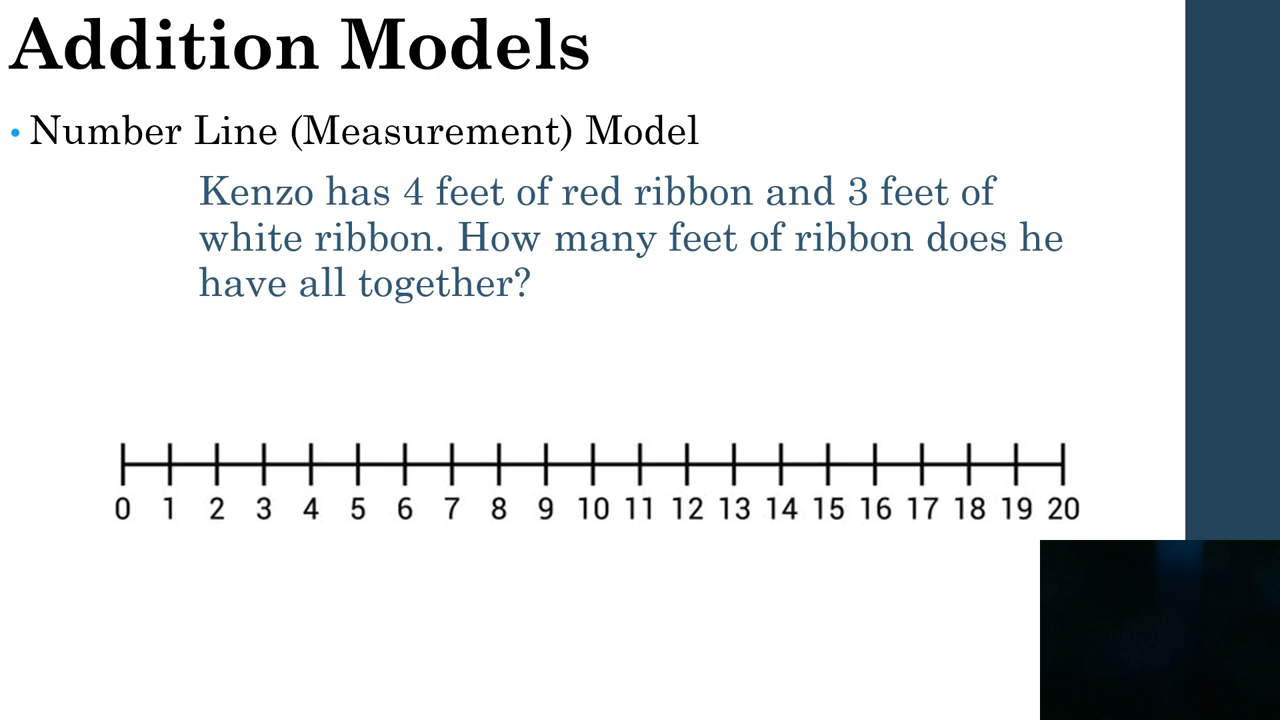 Addition Models
• Number Line (Measurement) Model
Kenzo has 4 feet of red ribbon and 3 feet of
white ribbon. How many feet of ribbon does he
have all together?
0 1 2 3 4 5 6 7 8 9 10 11 12 13 14 15 16 17 18 19 20